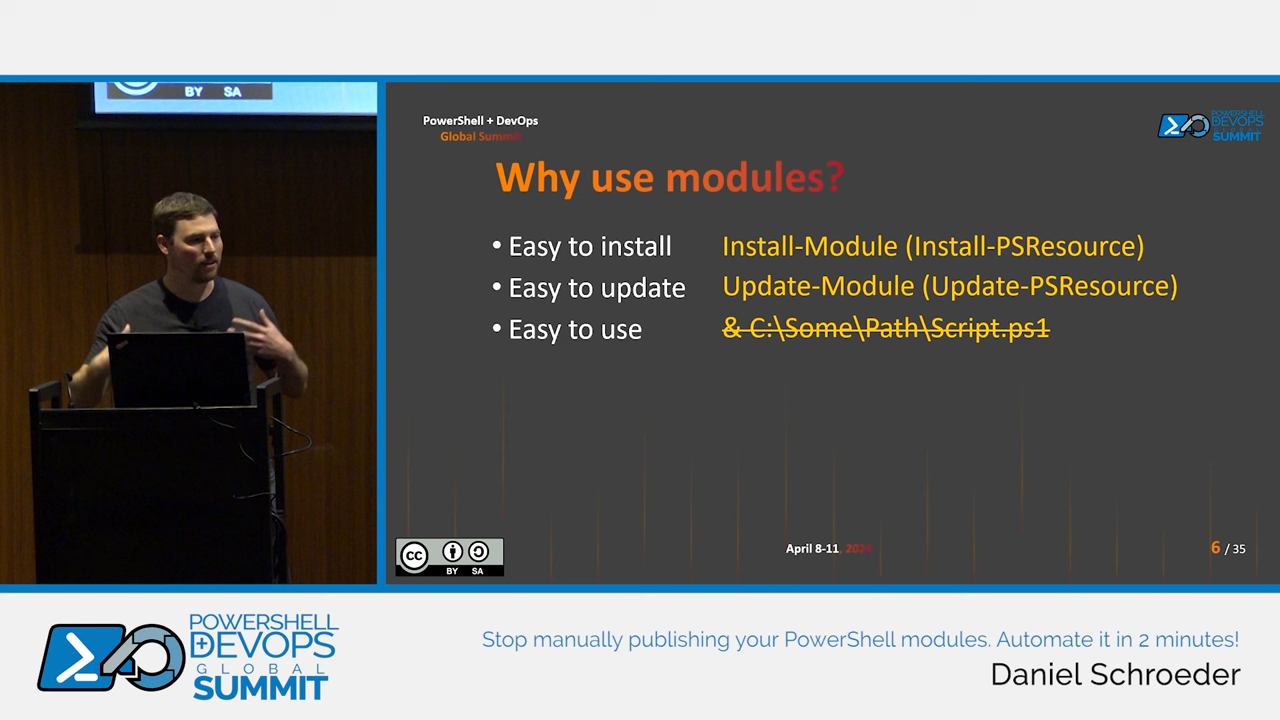 BY SA
PowerShell + DevOps
Global Summit
POWERSHELL
DEVOPS
GLOBAL
SUMMIT
Why use modules?
• Easy to install Install-Module (Install-PSResource)
• Easy to update Update-Module (Update-PSResource)
• Easy to use & C:\Some\Path\Script.ps1
cc BY SA
April 8-11, 2024
6 / 35
POWERSHELL
+DEVOPS
GLOBAL
SUMMIT
Stop manually publishing your PowerShell modules. Automate it in 2 minutes!
Daniel Schroeder